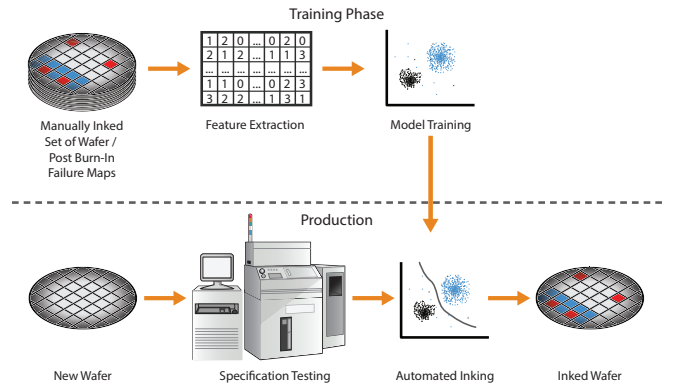 Training Phase
1 2 0 ... 0 2 0
2 1 2 ... 1 1 3
... ... ... ... ... ... ...
1 1 0 ... 0 2 2
3 2 2 ... 1 3 1
Manually Inked
Set of Wafer /
Post Burn-In
Failure Maps
Feature Extraction
Model Training
Production
New Wafer
Specification Testing
Automated Inking
Inked Wafer